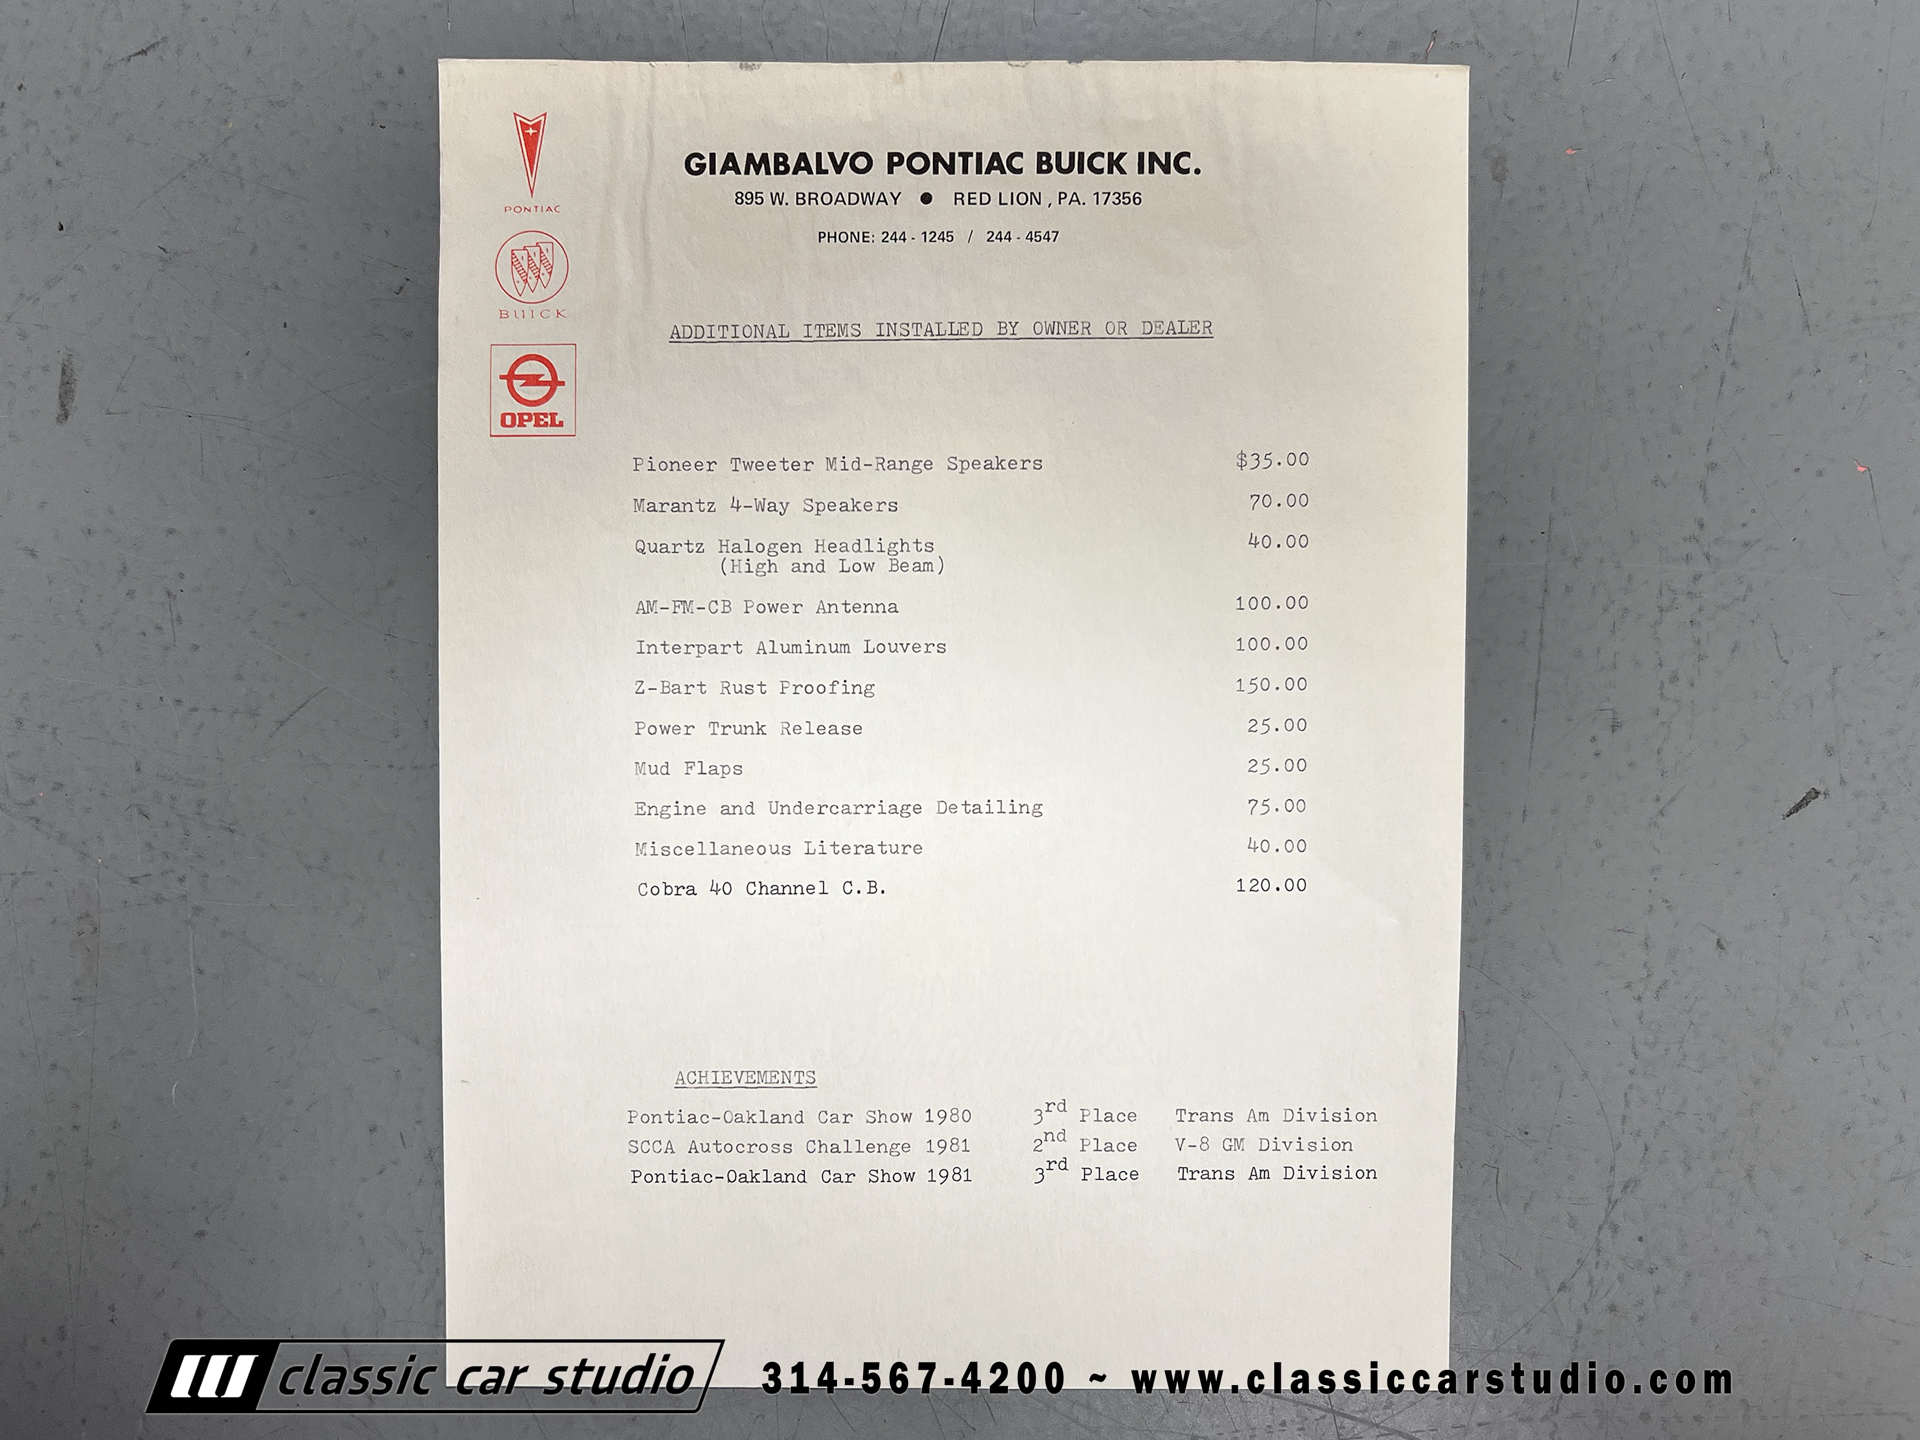 PONTIAC
BUICK
OPEL
GIAMBALVO PONTIAC BUICK INC.
895 W. BROADWAY ● RED LION, PA. 17356
PHONE: 244-1245 / 244-4547
ADDITIONAL ITEMS INSTALLED BY OWNER OR DEALER
Pioneer Tweeter Mid-Range Speakers $35.00
Marantz 4-Way Speakers 70.00
Quartz Halogen Headlights 40.00
(High and Low Beam)
AM-FM-CB Power Antenna 100.00
Interpart Aluminum Louvers 100.00
Z-Bart Rust Proofing 150.00
Power Trunk Release 25.00
Mud Flaps 25.00
Engine and Undercarriage Detailing 75.00
Miscellaneous Literature 40.00
Cobra 40 Channel C.B. 120.00
ACHIEVEMENTS
Pontiac-Oakland Car Show 1980 3rd Place Trans Am Division
SCCA Autocross Challenge 1981 2nd Place V-8 GM Division
Pontiac-Oakland Car Show 1981 3rd Place Trans Am Division
classic car studio 314-567-4200 ~ www.classiccarstudio.com